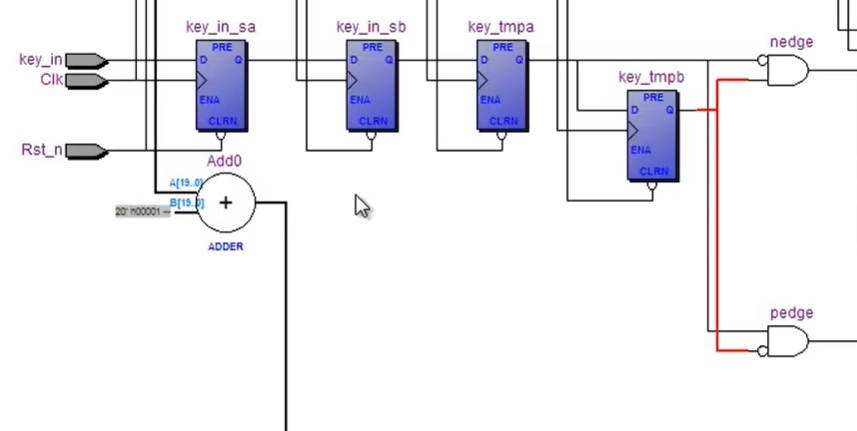 key_in_sa
key_in_sb
key_tmpa
nedge
key_in
Clk
PRE
D Q
ENA
CLRN
PRE
D Q
ENA
CLRN
PRE
D Q
ENA
CLRN
key_tmpb
PRE
D Q
ENA
CLRN
Rst_n
Add0
A[19..0]
B[19..0]
20' h00001 --
+
ADDER
pedge